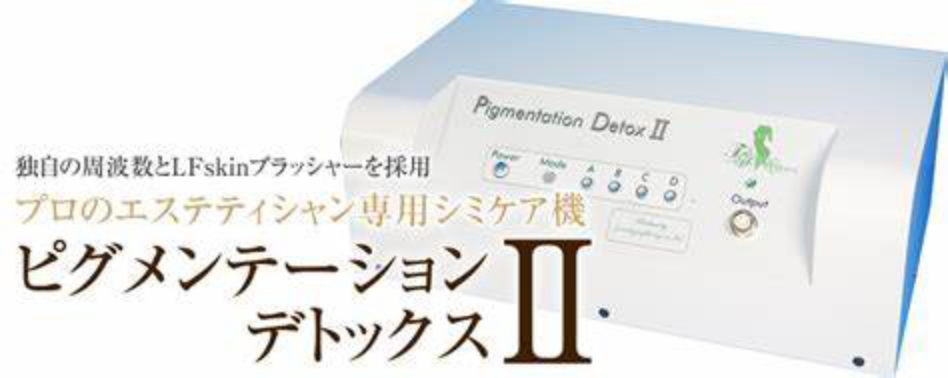 独自の周波数とLFskinブラッシャーを採用
プロのエステティシャン専用シミケア機
ピグメンテーション
デトックスII
Pigmentation Detox II
Power Mode A B C D
Output